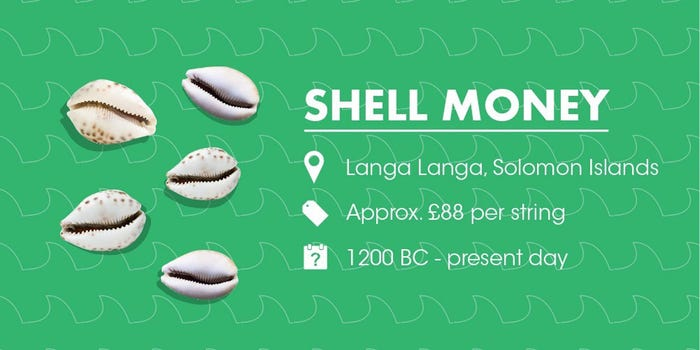 SHELL MONEY
Langa Langa, Solomon Islands
Approx. £88 per string
?
1200 BC - present day